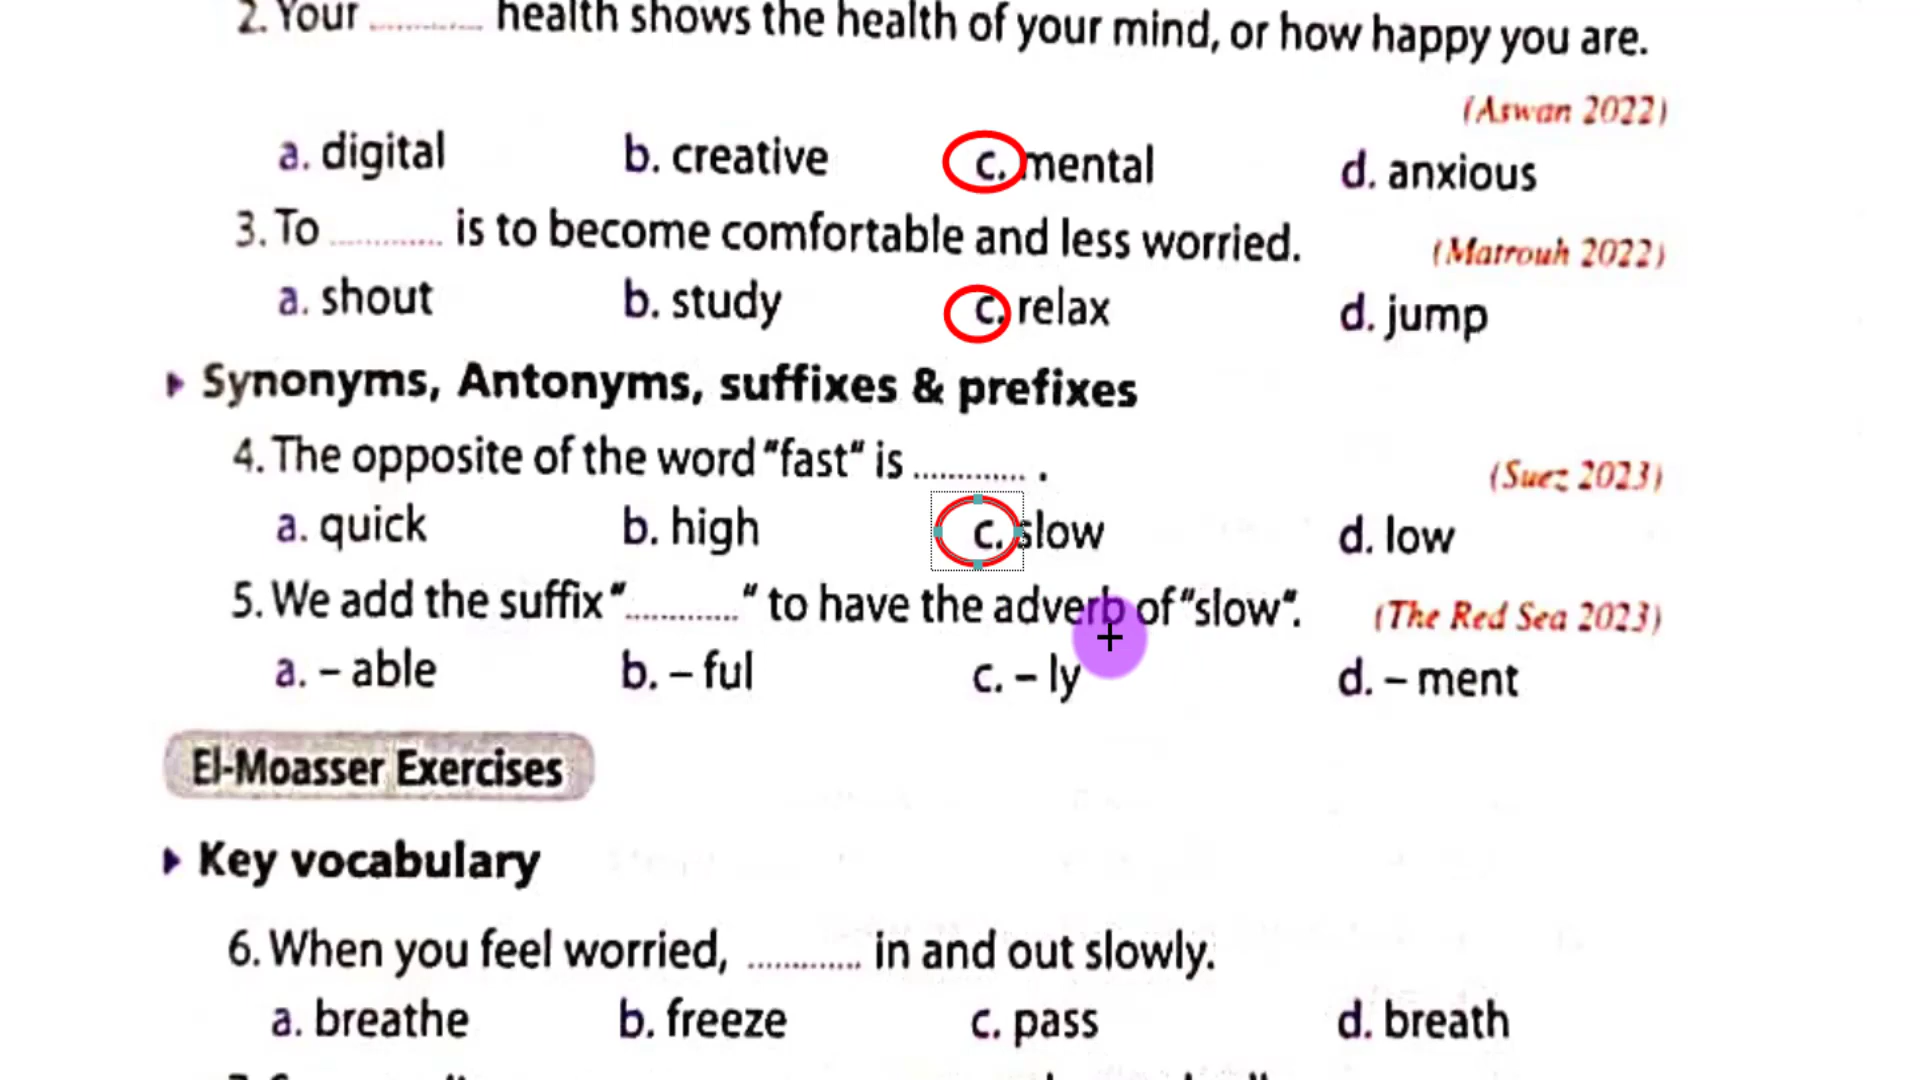 2. Your ............ health shows the health of your mind, or how happy you are.
(Aswan 2022)
a. digital b. creative c. mental d. anxious
3. To ............ is to become comfortable and less worried. (Matrouh 2022)
a. shout b. study c. relax d. jump
Synonyms, Antonyms, suffixes & prefixes
4. The opposite of the word "fast" is ............ . (Suez 2023)
a. quick b. high c. slow d. low
5. We add the suffix "............" to have the adverb of "slow". (The Red Sea 2023)
a. – able b. – ful c. – ly d. – ment
El-Moasser Exercises
Key vocabulary
6. When you feel worried, ............ in and out slowly.
a. breathe b. freeze c. pass d. breath